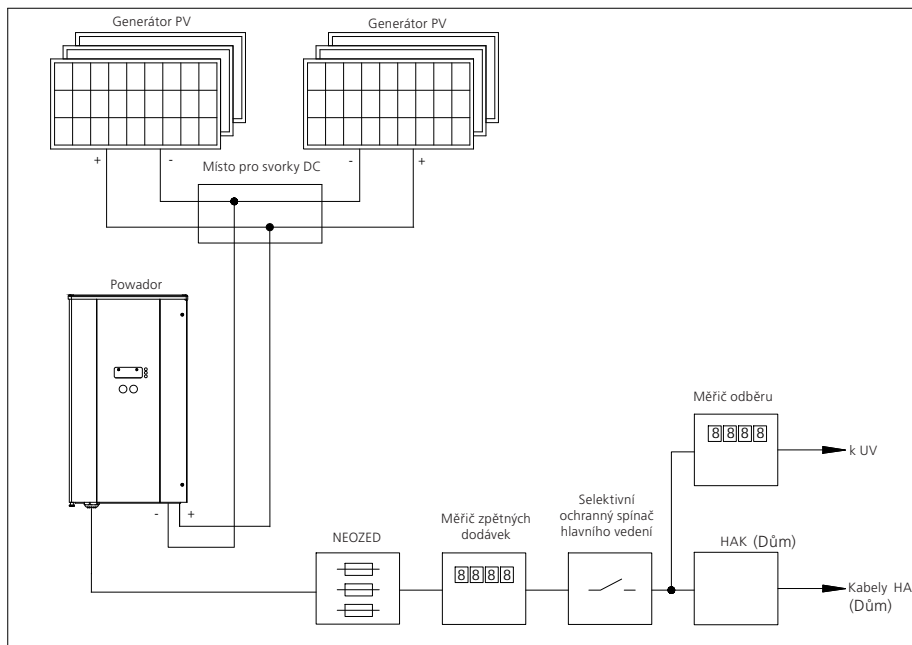 Generátor PV
Generátor PV
+
-
-
+
Místo pro svorky DC
Powador
-
+
Měřič odběru
8888
k UV
NEOZED
Měřič zpětných
dodávek
8888
Selektivní
ochranný spínač
hlavního vedení
HAK (Dům)
Kabely HA
(Dům)